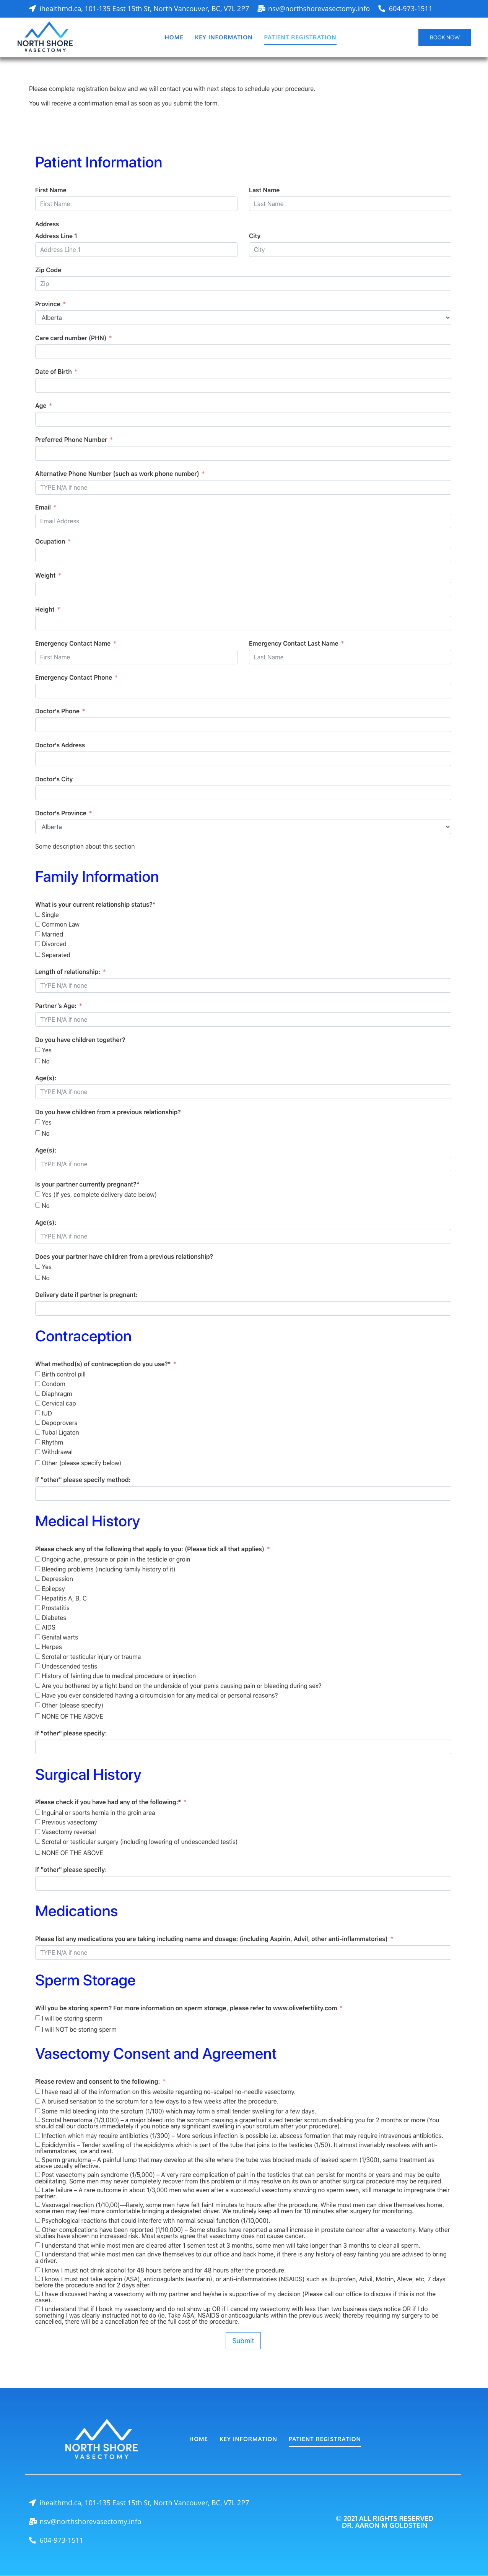 ihealthmd.ca, 101-135 East 15th St, North Vancouver, BC, V7L 2P7 nsv@northshorevasectomy.info 604-973-1511
NORTH SHORE
VASECTOMY
HOME KEY INFORMATION PATIENT REGISTRATION
BOOK NOW
Please complete registration below and we will contact you with next steps to schedule your procedure.
You will receive a confirmation email as soon as you submit the form.
Patient Information
First Name Last Name
First Name Last Name
Address
Address Line 1 City
Address Line 1 City
Zip Code
Zip
Province *
Alberta
Care card number (PHN) *
Date of Birth *
Age *
Preferred Phone Number *
Alternative Phone Number (such as work phone number) *
TYPE N/A if none
Email *
Email Address
Ocupation *
Weight *
Height *
Emergency Contact Name * Emergency Contact Last Name *
First Name Last Name
Emergency Contact Phone *
Doctor's Phone *
Doctor's Address
Doctor's City
Doctor's Province *
Alberta
Some description about this section
Family Information
What is your current relationship status?*
Single
Common Law
Married
Divorced
Separated
Length of relationship: *
TYPE N/A if none
Partner's Age: *
TYPE N/A if none
Do you have children together?
Yes
No
Age(s):
TYPE N/A if none
Do you have children from a previous relationship?
Yes
No
Age(s):
TYPE N/A if none
Is your partner currently pregnant?*
Yes (If yes, complete delivery date below)
No
Age(s):
TYPE N/A if none
Does your partner have children from a previous relationship?
Yes
No
Delivery date if partner is pregnant:
Contraception
What method(s) of contraception do you use?* *
Birth control pill
Condom
Diaphragm
Cervical cap
IUD
Depoprovera
Tubal Ligaton
Rhythm
Withdrawal
Other (please specify below)
If "other" please specify method:
Medical History
Please check any of the following that apply to you: (Please tick all that applies) *
Ongoing ache, pressure or pain in the testicle or groin
Bleeding problems (including family history of it)
Depression
Epilepsy
Hepatitis A, B, C
Prostatitis
Diabetes
AIDS
Genital warts
Herpes
Scrotal or testicular injury or trauma
Undescended testis
History of fainting due to medical procedure or injection
Are you bothered by a tight band on the underside of your penis causing pain or bleeding during sex?
Have you ever considered having a circumcision for any medical or personal reasons?
Other (please specify)
NONE OF THE ABOVE
If "other" please specify:
Surgical History
Please check if you have had any of the following:* *
Inguinal or sports hernia in the groin area
Previous vasectomy
Vasectomy reversal
Scrotal or testicular surgery (including lowering of undescended testis)
NONE OF THE ABOVE
If "other" please specify:
Medications
Please list any medications you are taking including name and dosage: (including Aspirin, Advil, other anti-inflammatories) *
TYPE N/A if none
Sperm Storage
Will you be storing sperm? For more information on sperm storage, please refer to www.olivefertility.com *
I will be storing sperm
I will NOT be storing sperm
Vasectomy Consent and Agreement
Please review and consent to the following: *
I have read all of the information on this website regarding no-scalpel no-needle vasectomy.
A bruised sensation to the scrotum for a few days to a few weeks after the procedure.
Some mild bleeding into the scrotum (1/100) which may form a small tender swelling for a few days.
Scrotal hematoma (1/3,000) – a major bleed into the scrotum causing a grapefruit sized tender scrotum disabling you for 2 months or more (You
should call our doctors immediately if you notice any significant swelling in your scrotum after your procedure).
Infection which may require antibiotics (1/300) – More serious infection is possible i.e. abscess formation that may require intravenous antibiotics.
Epididymitis – Tender swelling of the epididymis which is part of the tube that joins to the testicles (1/50). It almost invariably resolves with anti-
inflammatories, ice and rest.
Sperm granuloma – A painful lump that may develop at the site where the tube was blocked made of leaked sperm (1/300), same treatment as
above usually effective.
Post vasectomy pain syndrome (1/5,000) – A very rare complication of pain in the testicles that can persist for months or years and may be quite
debilitating. Some men may never completely recover from this problem or it may resolve on its own or another surgical procedure may be required.
Late failure – A rare outcome in about 1/3,000 men who even after a successful vasectomy showing no sperm seen, still manage to impregnate their
partner.
Vasovagal reaction (1/10,00)—Rarely, some men have felt faint minutes to hours after the procedure. While most men can drive themselves home,
some men may feel more comfortable bringing a designated driver. We routinely keep all men for 10 minutes after surgery for monitoring.
Psychological reactions that could interfere with normal sexual function (1/10,000).
Other complications have been reported (1/10,000) – Some studies have reported a small increase in prostate cancer after a vasectomy. Many other
studies have shown no increased risk. Most experts agree that vasectomy does not cause cancer.
I understand that while most men are cleared after 1 semen test at 3 months, some men will take longer than 3 months to clear all sperm.
I understand that while most men can drive themselves to our office and back home, if there is any history of easy fainting you are advised to bring
a driver.
I know I must not drink alcohol for 48 hours before and for 48 hours after the procedure.
I know I must not take aspirin (ASA), anticoagulants (warfarin), or anti-inflammatories (NSAIDS) such as ibuprofen, Advil, Motrin, Aleve, etc, 7 days
before the procedure and for 2 days after.
I have discussed having a vasectomy with my partner and he/she is supportive of my decision (Please call our office to discuss if this is not the
case).
I understand that if I book my vasectomy and do not show up OR if I cancel my vasectomy with less than two business days notice OR if I do
something I was clearly instructed not to do (ie. Take ASA, NSAIDS or anticoagulants within the previous week) thereby requiring my surgery to be
cancelled, there will be a cancellation fee of the full cost of the procedure.
Submit
NORTH SHORE
VASECTOMY
HOME KEY INFORMATION PATIENT REGISTRATION
ihealthmd.ca, 101-135 East 15th St, North Vancouver, BC, V7L 2P7
nsv@northshorevasectomy.info
604-973-1511
© 2021 ALL RIGHTS RESERVED
DR. AARON M GOLDSTEIN